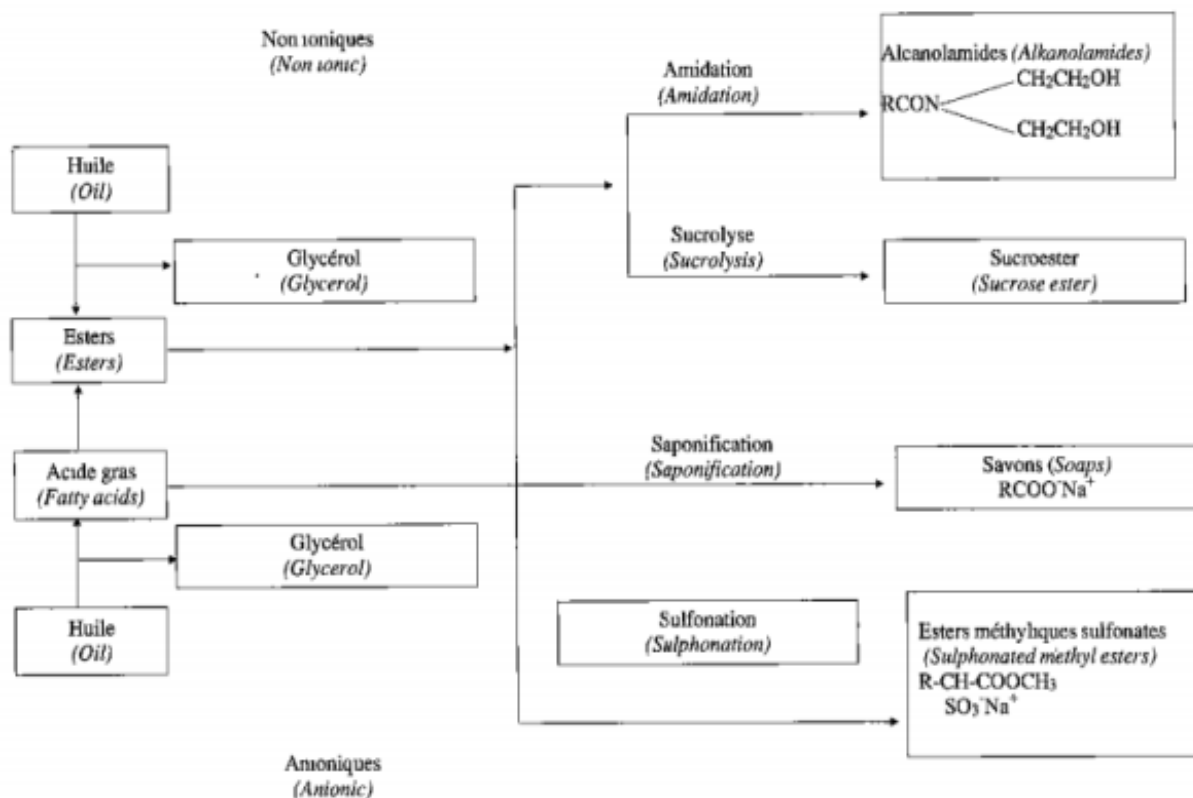 Non ioniques
(Non ionic)
Amidation
(Amidation)
Alcanolamides (Alkanolamides)
CH2CH2OH
RCON
CH2CH2OH
Huile
(Oil)
Glycérol
(Glycerol)
Sucrolyse
(Sucrolysis)
Sucroester
(Sucrose ester)
Esters
(Esters)
Acide gras
(Fatty acids)
Saponification
(Saponification)
Savons (Soaps)
RCOO⁻Na⁺
Glycérol
(Glycerol)
Huile
(Oil)
Sulfonation
(Sulphonation)
Esters méthyliques sulfonates
(Sulphonated methyl esters)
R-CH-COOCH3
SO3⁻Na⁺
Anioniques
(Anionic)